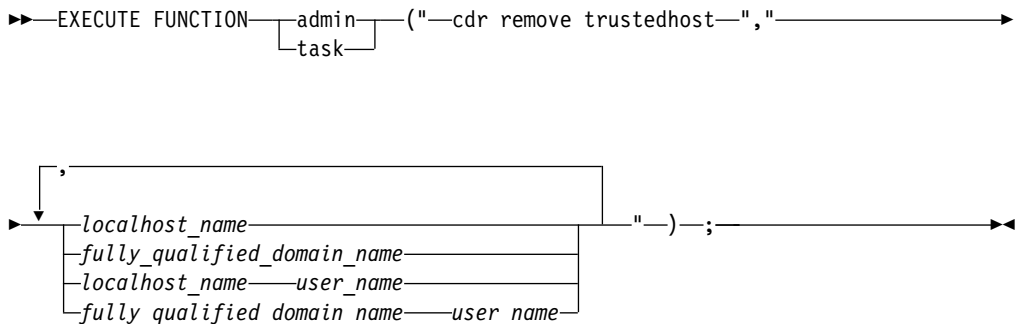 EXECUTE FUNCTION admin (" cdr remove trustedhost ","
task
,
localhost_name " ) ;
fully_qualified_domain_name
localhost_name user_name
fully qualified domain name user name